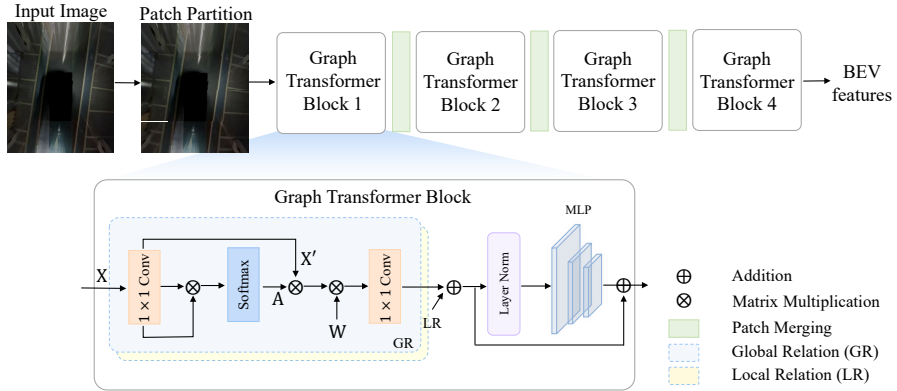 Input Image
Patch Partition
Graph
Transformer
Block 1
Graph
Transformer
Block 2
Graph
Transformer
Block 3
Graph
Transformer
Block 4
BEV
features
Graph Transformer Block
X
1 × 1 Conv
Softmax
A
X′
W
1 × 1 Conv
GR
LR
Layer Norm
MLP
Addition
Matrix Multiplication
Patch Merging
Global Relation (GR)
Local Relation (LR)